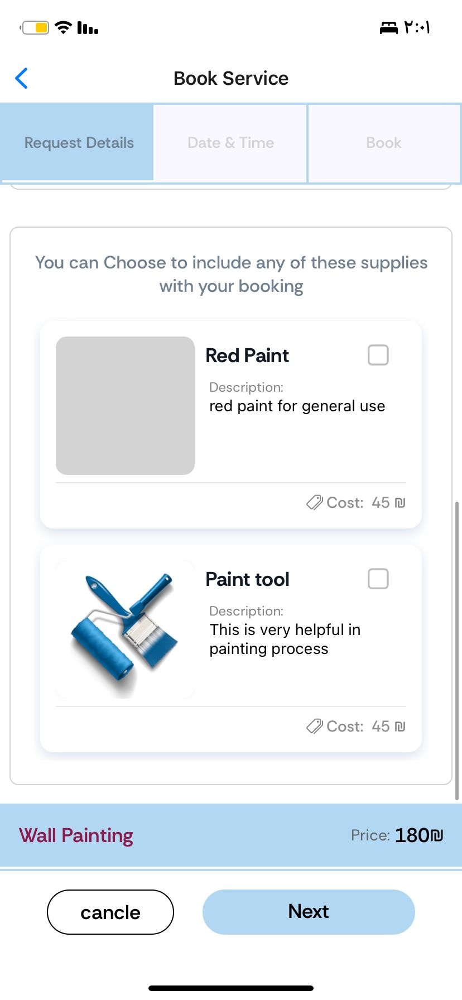 ٢:٠١
Book Service
Request Details
Date & Time
Book
You can Choose to include any of these supplies
with your booking
Red Paint
Description:
red paint for general use
Cost: 45 ₪
Paint tool
Description:
This is very helpful in
painting process
Cost: 45 ₪
Wall Painting
Price: 180₪
cancle
Next